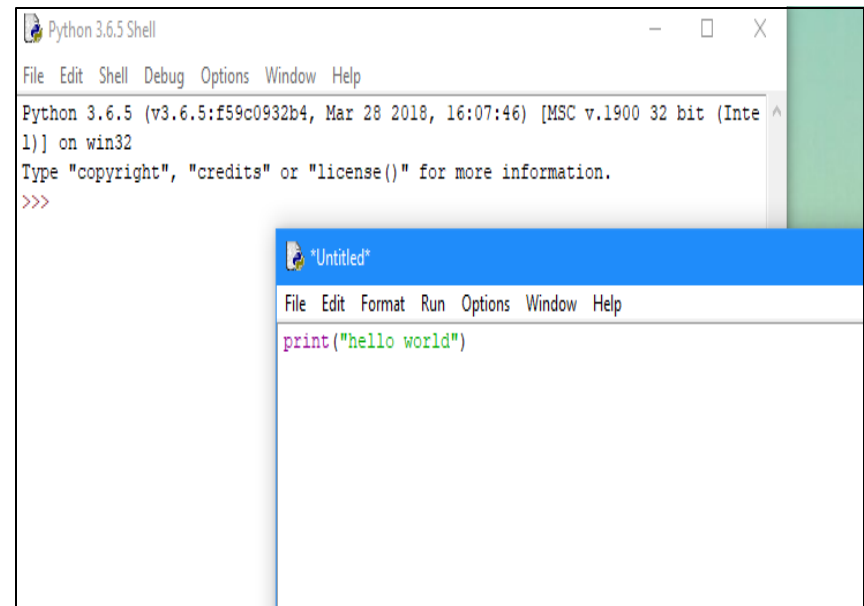 Python 3.6.5 Shell
File Edit Shell Debug Options Window Help
Python 3.6.5 (v3.6.5:f59c0932b4, Mar 28 2018, 16:07:46) [MSC v.1900 32 bit (Inte
l)] on win32
Type "copyright", "credits" or "license()" for more information.
>>>
*Untitled*
File Edit Format Run Options Window Help
print("hello world")